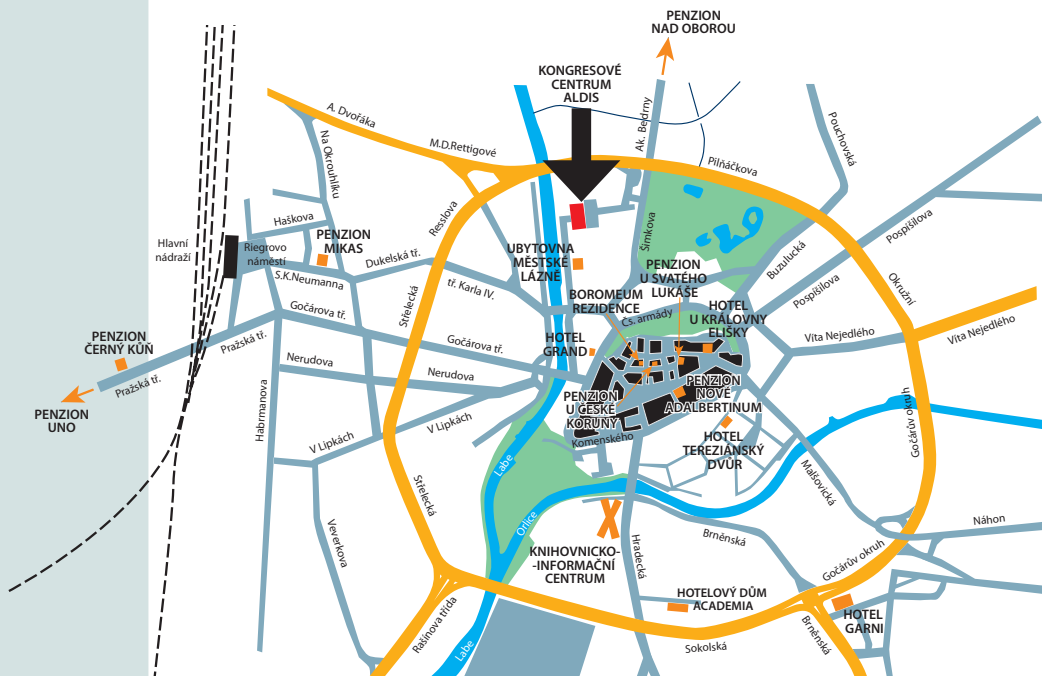 PENZION
NAD OBOROU
KONGRESOVÉ
CENTRUM
ALDIS
A. Dvořáka
M.D.Rettigové
Ak. Bedrny
Pouchovská
Na Okrouhlíku
Pilňáčkova
Haškova
Resslova
Šimkova
Pospíšilova
Hlavní
nádraží
Riegrovo
náměstí
PENZION
MIKAS
Dukelská tř.
S.K.Neumanna
UBYTOVNA
MĚSTSKÉ
LÁZNĚ
PENZION
U SVATÉHO
LUKÁŠE
Buzulucká
Pospíšilova
Okružní
tř. Karla IV.
BOROMEUM
REZIDENCE
Čs. armády
HOTEL
U KRÁLOVNY
ELIŠKY
Střelecká
Gočárova tř.
Gočárova tř.
Víta Nejedlého
Víta Nejedlého
PENZION
ČERNÝ KŮŇ
Pražská tř.
Pražská tř.
PENZION
UNO
HOTEL
GRAND
Nerudova
Nerudova
Habrmanova
PENZION
U ČESKÉ
KORUNY
PENZION
NOVÉ
ADALBERTINUM
V Lipkách
V Lipkách
Komenského
HOTEL
TEREZIÁNSKÝ
DVŮR
Gočárův okruh
Malšovická
Labe
Střelecká
Orlice
Veverkova
Brněnská
Náhon
KNIHOVNICKO-
-INFORMAČNÍ
CENTRUM
Hradecká
Gočárův okruh
HOTELOVÝ DŮM
ACADEMIA
HOTEL
GARNI
Rašínova třída
Labe
Sokolská
Brněnská